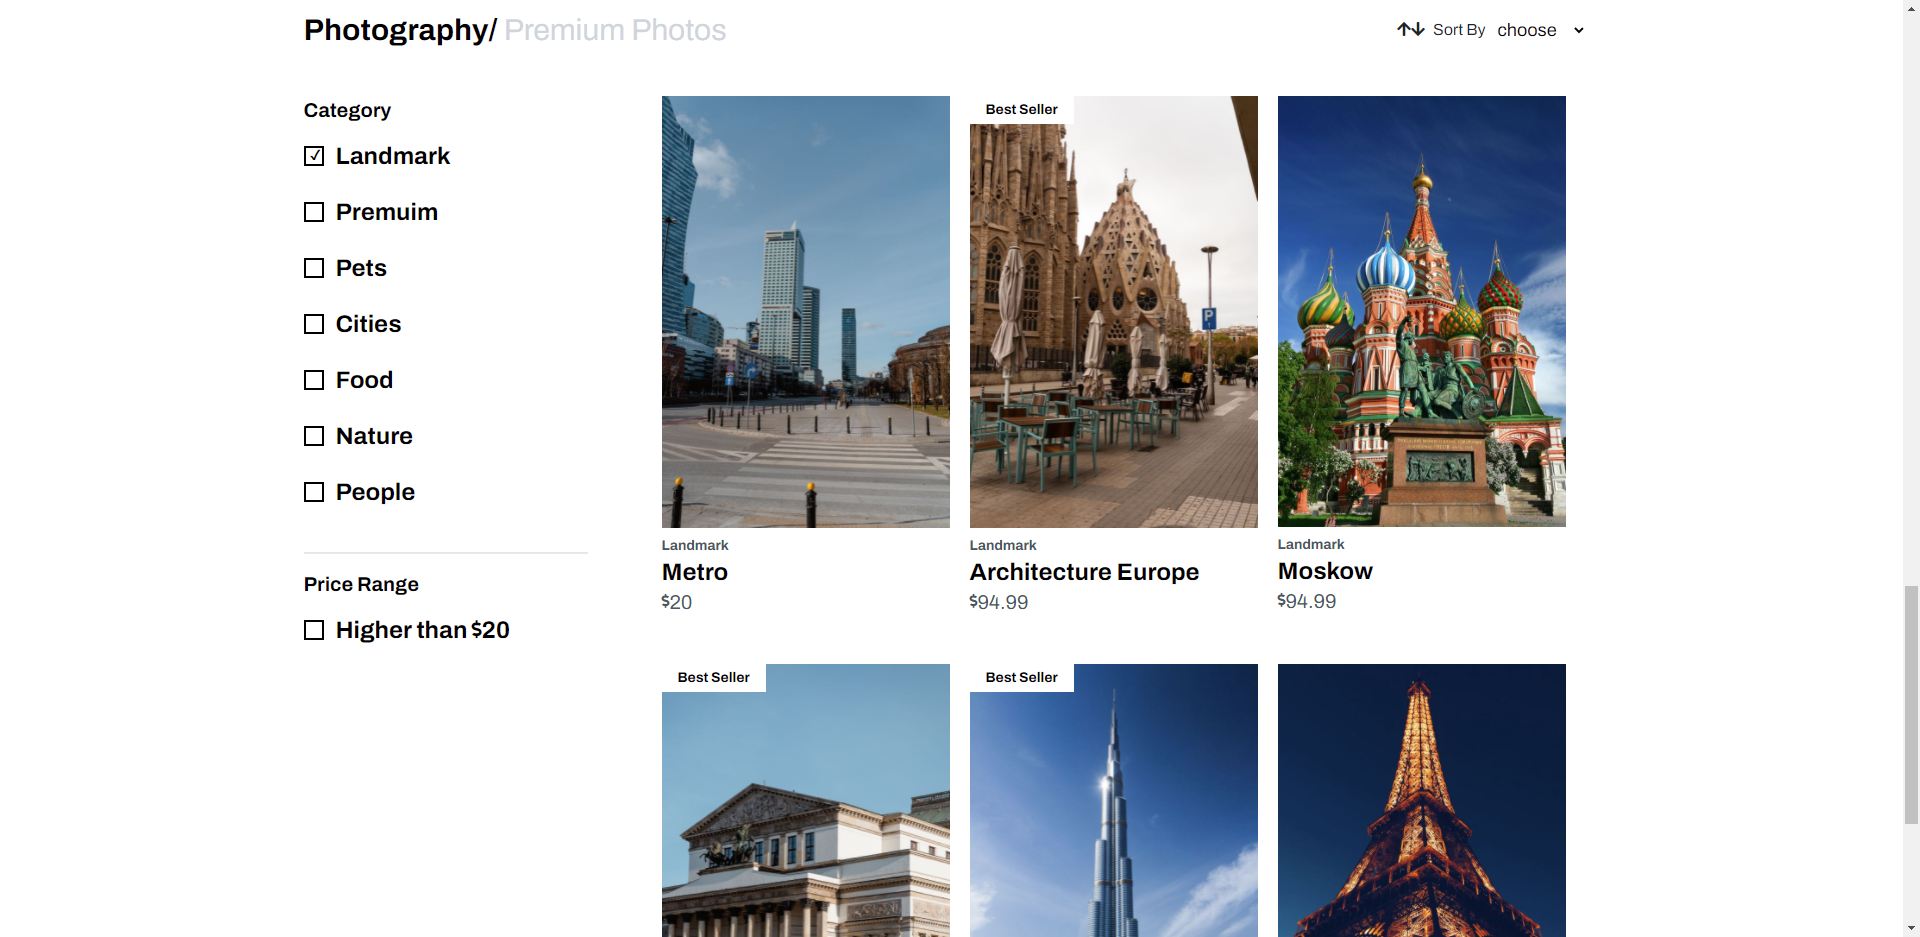 Photography/ Premium Photos
Sort By choose
Category
Landmark
Premuim
Pets
Cities
Food
Nature
People
Price Range
Higher than $20
Best Seller
P
Landmark
Metro
$20
Landmark
Architecture Europe
$94.99
Landmark
Moskow
$94.99
Best Seller
Best Seller